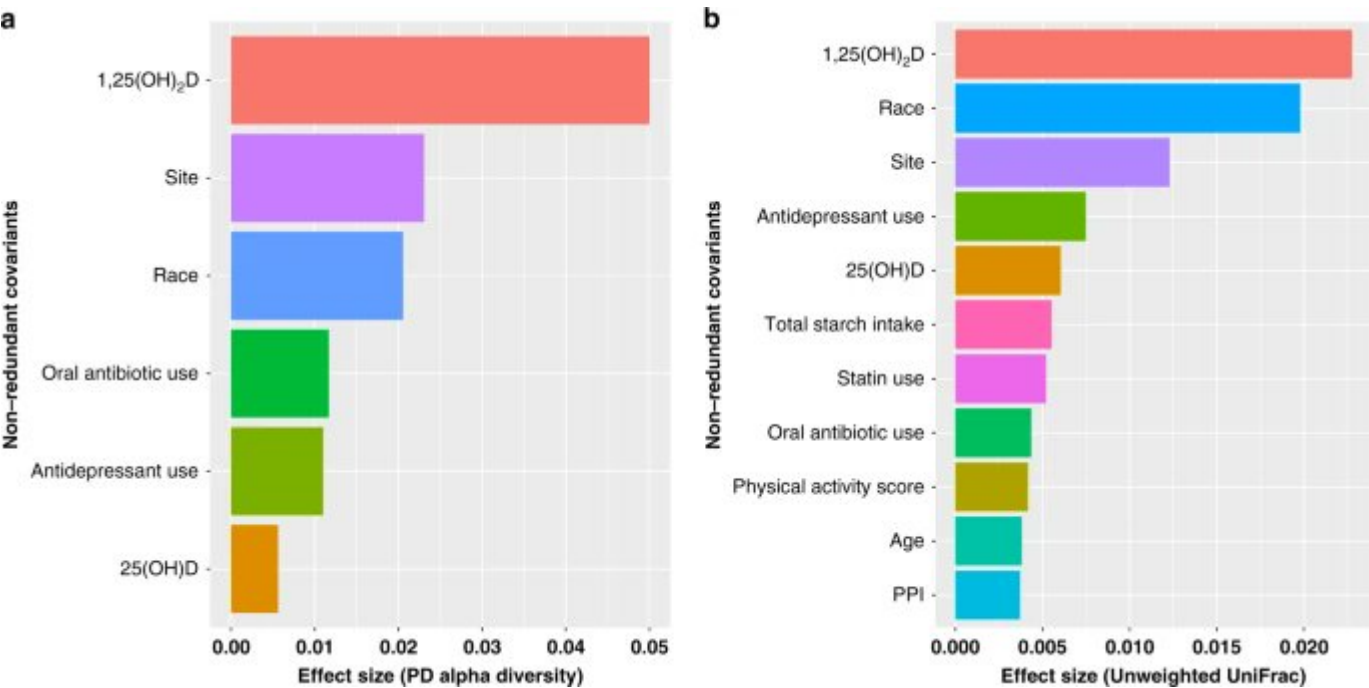 a
Non-redundant covariants
1,25(OH)₂D
Site
Race
Oral antibiotic use
Antidepressant use
25(OH)D
0.00 0.01 0.02 0.03 0.04 0.05
Effect size (PD alpha diversity)
b
Non-redundant covariants
1,25(OH)₂D
Race
Site
Antidepressant use
25(OH)D
Total starch intake
Statin use
Oral antibiotic use
Physical activity score
Age
PPI
0.000 0.005 0.010 0.015 0.020
Effect size (Unweighted UniFrac)